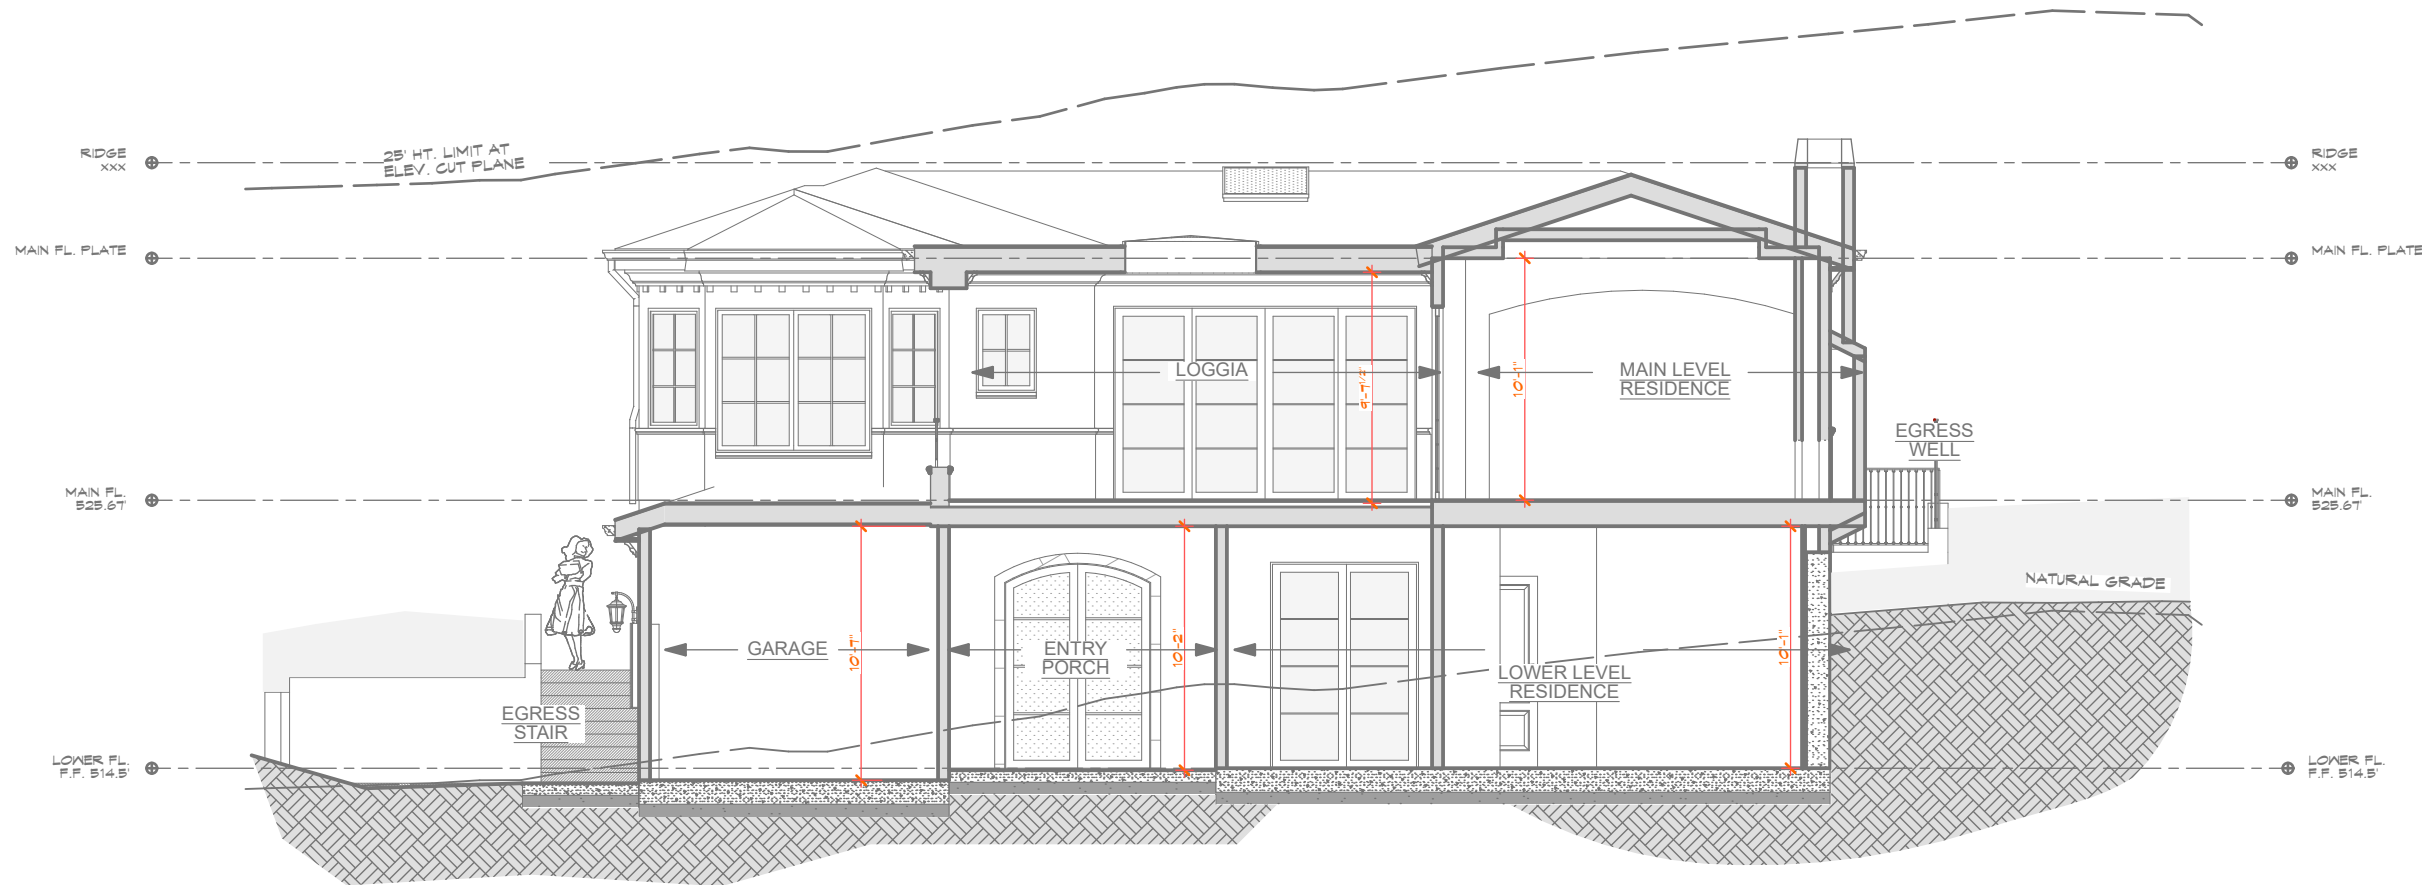 25' HT. LIMIT AT
ELEV. CUT PLANE
RIDGE
XXX
RIDGE
XXX
MAIN FL. PLATE
MAIN FL. PLATE
LOGGIA
9'-7 1/2"
10'-1"
MAIN LEVEL
RESIDENCE
EGRESS
WELL
MAIN FL.
525.67'
MAIN FL.
525.67'
NATURAL GRADE
GARAGE
10'-7"
ENTRY
PORCH
10'-2"
LOWER LEVEL
RESIDENCE
10'-1"
EGRESS
STAIR
LOWER FL.
F.F. 514.5'
LOWER FL.
F.F. 514.5'